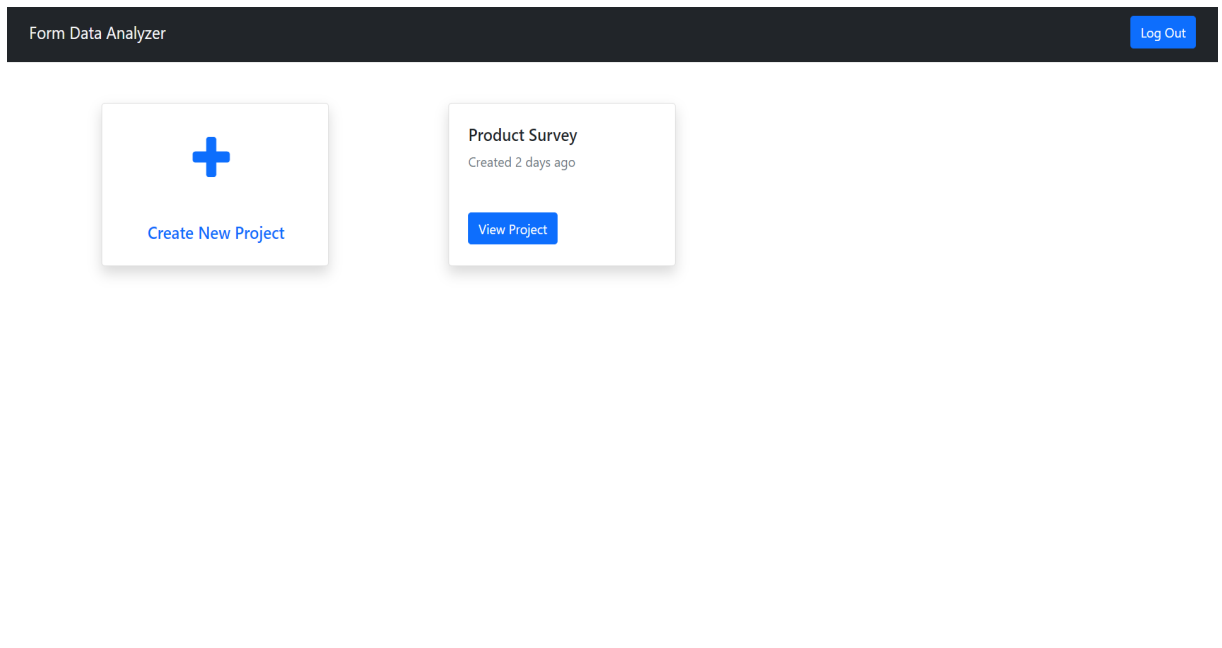 Form Data Analyzer
Log Out
Create New Project
Product Survey
Created 2 days ago
View Project